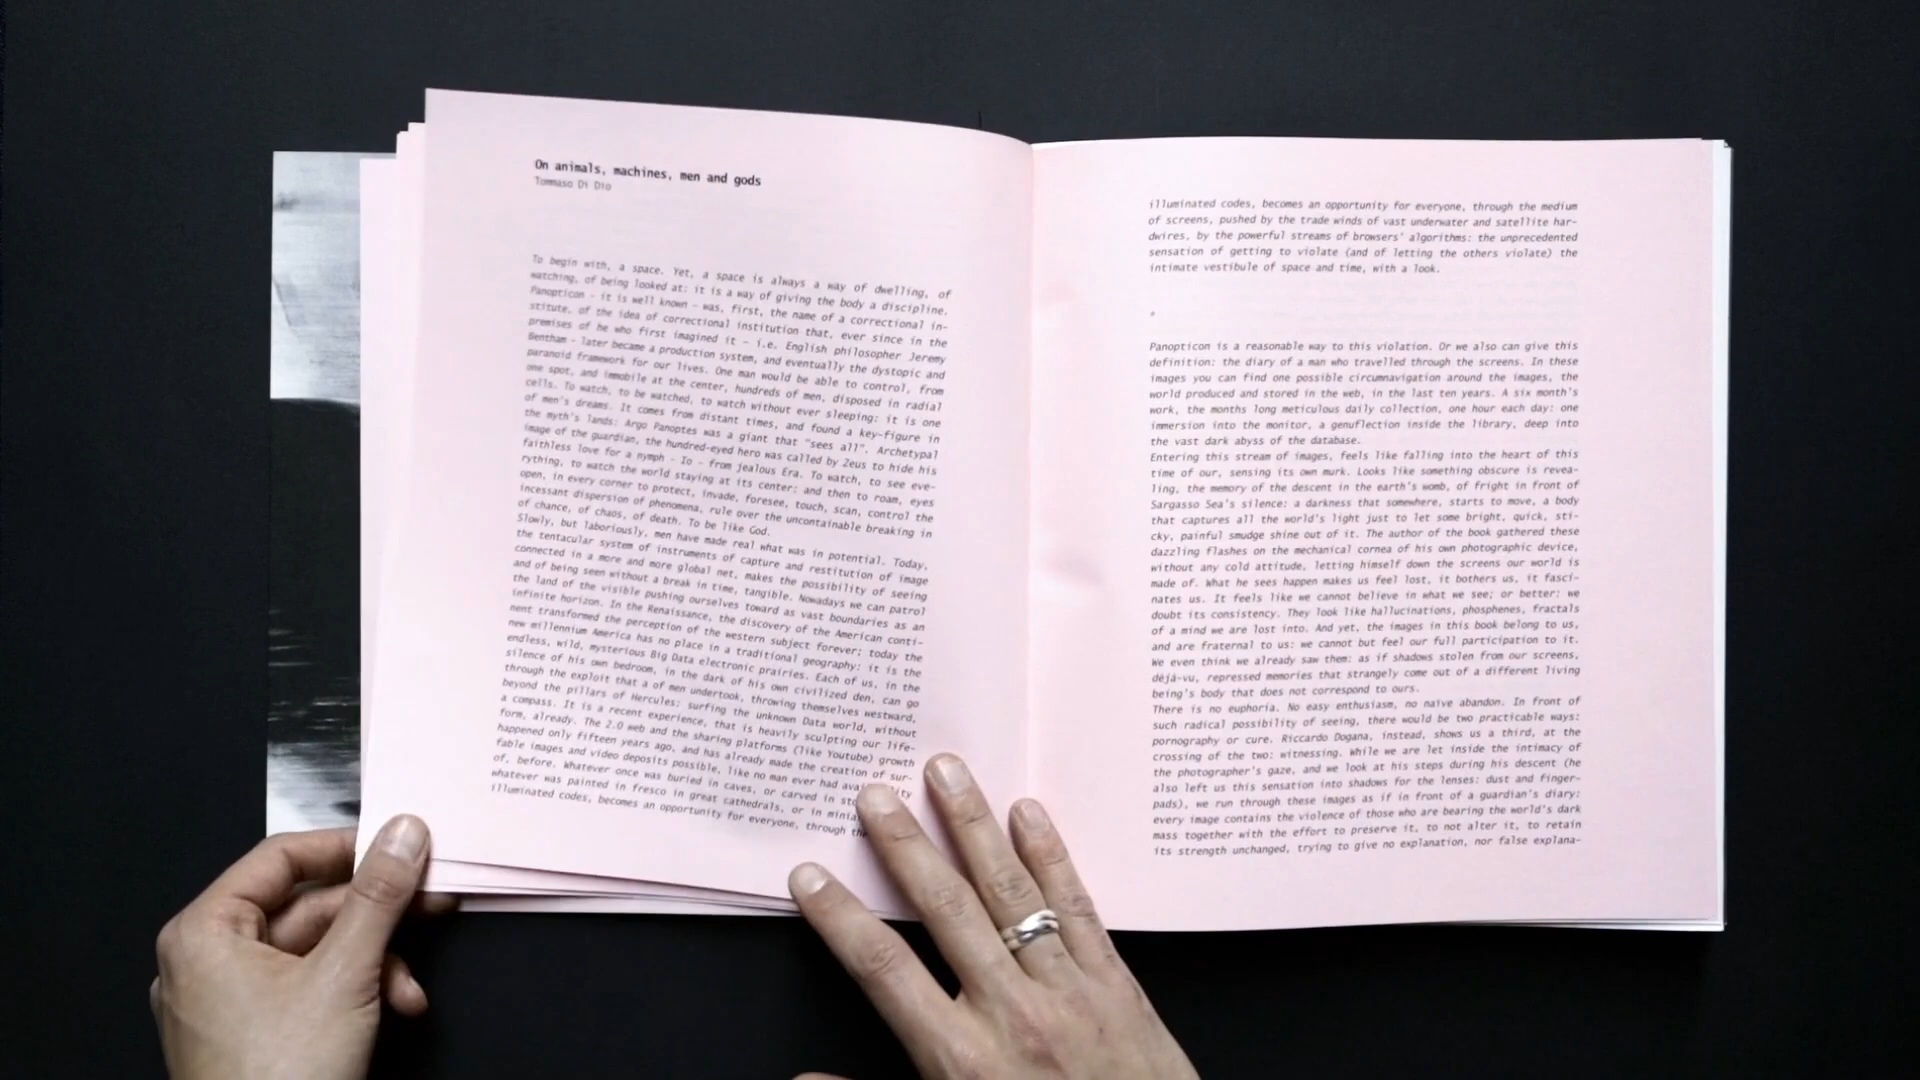 On animals, machines, men and gods
Tommaso Di Dio
To begin with, a space. Yet, a space is always a way of dwelling, of
watching, of being looked at: it is a way of giving the body a discipline.
Panopticon - it is well known - was, first, the name of a correctional in-
stitute, of the idea of correctional institution that, ever since in the
premises of he who first imagined it - i.e. English philosopher Jeremy
Bentham - later became a production system, and eventually the dystopic and
paranoid framework for our lives. One man would be able to control, from
one spot, and immobile at the center, hundreds of men, disposed in radial
cells. To watch, to be watched, to watch without ever sleeping: it is one
of men's dreams. It comes from distant times, and found a key-figure in
the myth's lands: Argo Panoptes was a giant that "sees all". Archetypal
image of the guardian, the hundred-eyed hero was called by Zeus to hide his
faithless love for a nymph - Io - from jealous Era. To watch, to see eve-
rything, to watch the world staying at its center; and then to roam, eyes
open, in every corner to protect, invade, foresee, touch, scan, control the
incessant dispersion of phenomena, rule over the uncontainable breaking in
of chance, of chaos, of death. To be like God.
Slowly, but laboriously, men have made real what was in potential. Today,
the tentacular system of instruments of capture and restitution of image
connected in a more and more global net, makes the possibility of seeing
and of being seen without a break in time, tangible. Nowadays we can patrol
the land of the visible pushing ourselves toward as vast boundaries as an
infinite horizon. In the Renaissance, the discovery of the American conti-
nent transformed the perception of the western subject forever; today the
new millennium America has no place in a traditional geography: it is the
endless, wild, mysterious Big Data electronic prairies. Each of us, in the
silence of his own bedroom, in the dark of his own civilized den, can go
through the exploit that a of men undertook, throwing themselves westward,
beyond the pillars of Hercules: surfing the unknown Data world, without
a compass. It is a recent experience, that is heavily sculpting our life-
form, already. The 2.0 web and the sharing platforms (like Youtube) growth
happened only fifteen years ago, and has already made the creation of sur-
fable images and video deposits possible, like no man ever had
of, before. Whatever once was buried in caves, or carved in
whatever was painted in fresco in great cathedrals, or in
illuminated codes, becomes an opportunity for everyone, through the
illuminated codes, becomes an opportunity for everyone, through the medium
of screens, pushed by the trade winds of vast underwater and satellite har-
dwires, by the powerful streams of browsers' algorithms: the unprecedented
sensation of getting to violate (and of letting the others violate) the
intimate vestibule of space and time, with a look.
*
Panopticon is a reasonable way to this violation. Or we also can give this
definition: the diary of a man who travelled through the screens. In these
images you can find one possible circumnavigation around the images, the
world produced and stored in the web, in the last ten years. A six month's
work, the months long meticulous daily collection, one hour each day: one
immersion into the monitor, a genuflection inside the library, deep into
the vast dark abyss of the database.
Entering this stream of images, feels like falling into the heart of this
time of our, sensing its own murk. Looks like something obscure is revea-
ling, the memory of the descent in the earth's womb, of fright in front of
Sargasso Sea's silence: a darkness that somewhere, starts to move, a body
that captures all the world's light just to let some bright, quick, sti-
cky, painful smudge shine out of it. The author of the book gathered these
dazzling flashes on the mechanical cornea of his own photographic device,
without any cold attitude, letting himself down the screens our world is
made of. What he sees happen makes us feel lost, it bothers us, it fasci-
nates us. It feels like we cannot believe in what we see; or better: we
doubt its consistency. They look like hallucinations, phosphenes, fractals
of a mind we are lost into. And yet, the images in this book belong to us,
and are fraternal to us: we cannot but feel our full participation to it.
We even think we already saw them: as if shadows stolen from our screens,
déjà-vu, repressed memories that strangely come out of a different living
being's body that does not correspond to ours.
There is no euphoria. No easy enthusiasm, no naive abandon. In front of
such radical possibility of seeing, there would be two practicable ways:
pornography or cure. Riccardo Dogana, instead, shows us a third, at the
crossing of the two: witnessing. While we are let inside the intimacy of
the photographer's gaze, and we look at his steps during his descent (he
also left us this sensation into shadows for the lenses: dust and finger-
pads), we run through these images as if in front of a guardian's diary:
every image contains the violence of those who are bearing the world's dark
mass together with the effort to preserve it, to not alter it, to retain
its strength unchanged, trying to give no explanation, nor false explana-